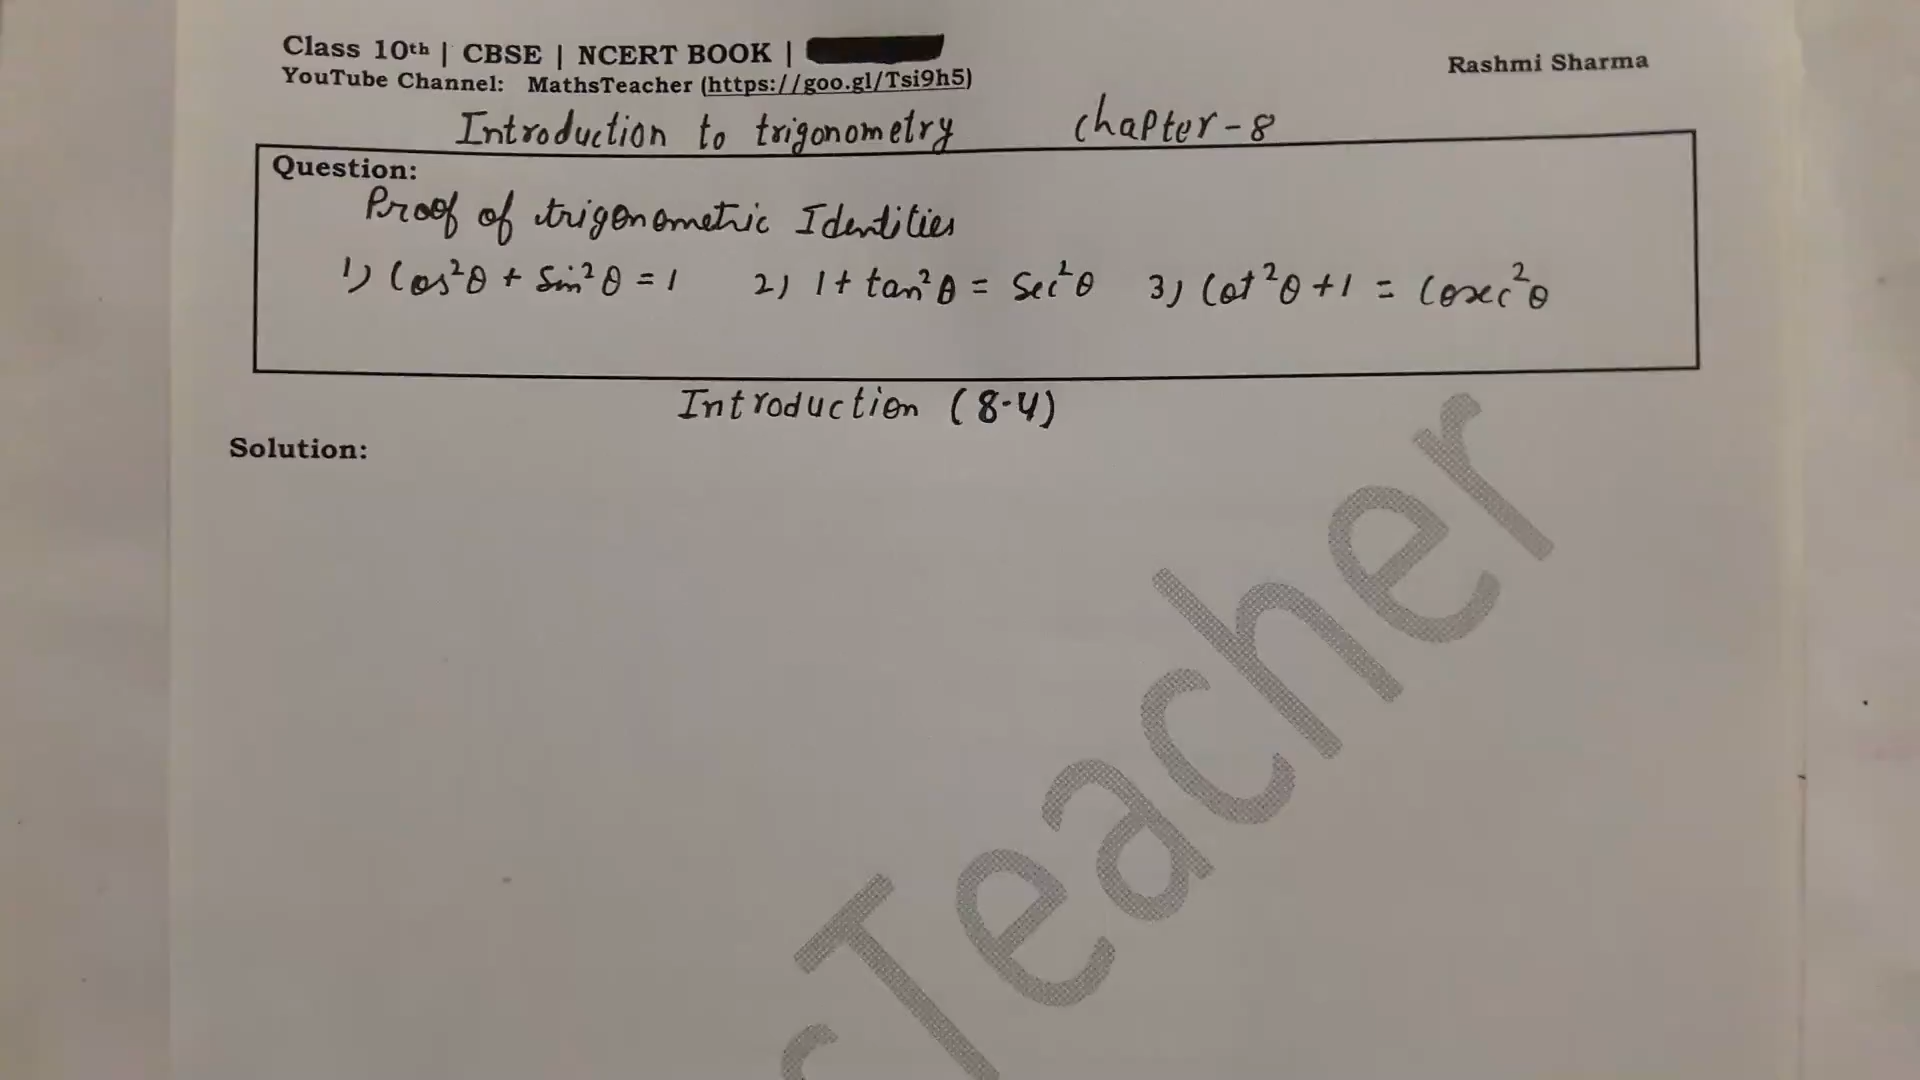 Class 10th | CBSE | NCERT BOOK |
Rashmi Sharma
YouTube Channel: MathsTeacher (https://goo.gl/Tsi9h5)
Introduction to trigonometry Chapter-8
Question:
Proof of trigonometric Identities
1) Cos²θ + Sin²θ = 1 2) 1 + tan²θ = Sec²θ 3) Cot²θ + 1 = Cosec²θ
Introduction (8.4)
Solution:
rTeacher